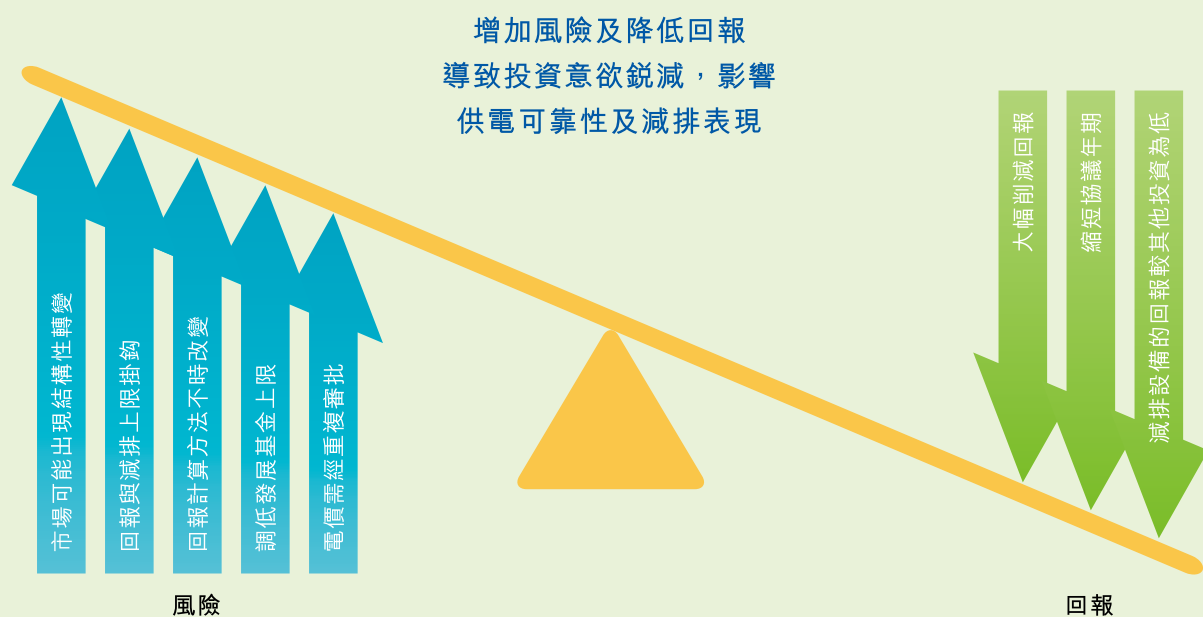 增加風險及降低回報
導致投資意欲鋭減，影響
供電可靠性及減排表現
市場可能出現結構性轉變
回報與減排上限掛鈎
回報計算方法不時改變
調低發展基金上限
電價需經重複審批
風險
大幅削減回報
縮短協議年期
減排設備的回報較其他投資為低
回報